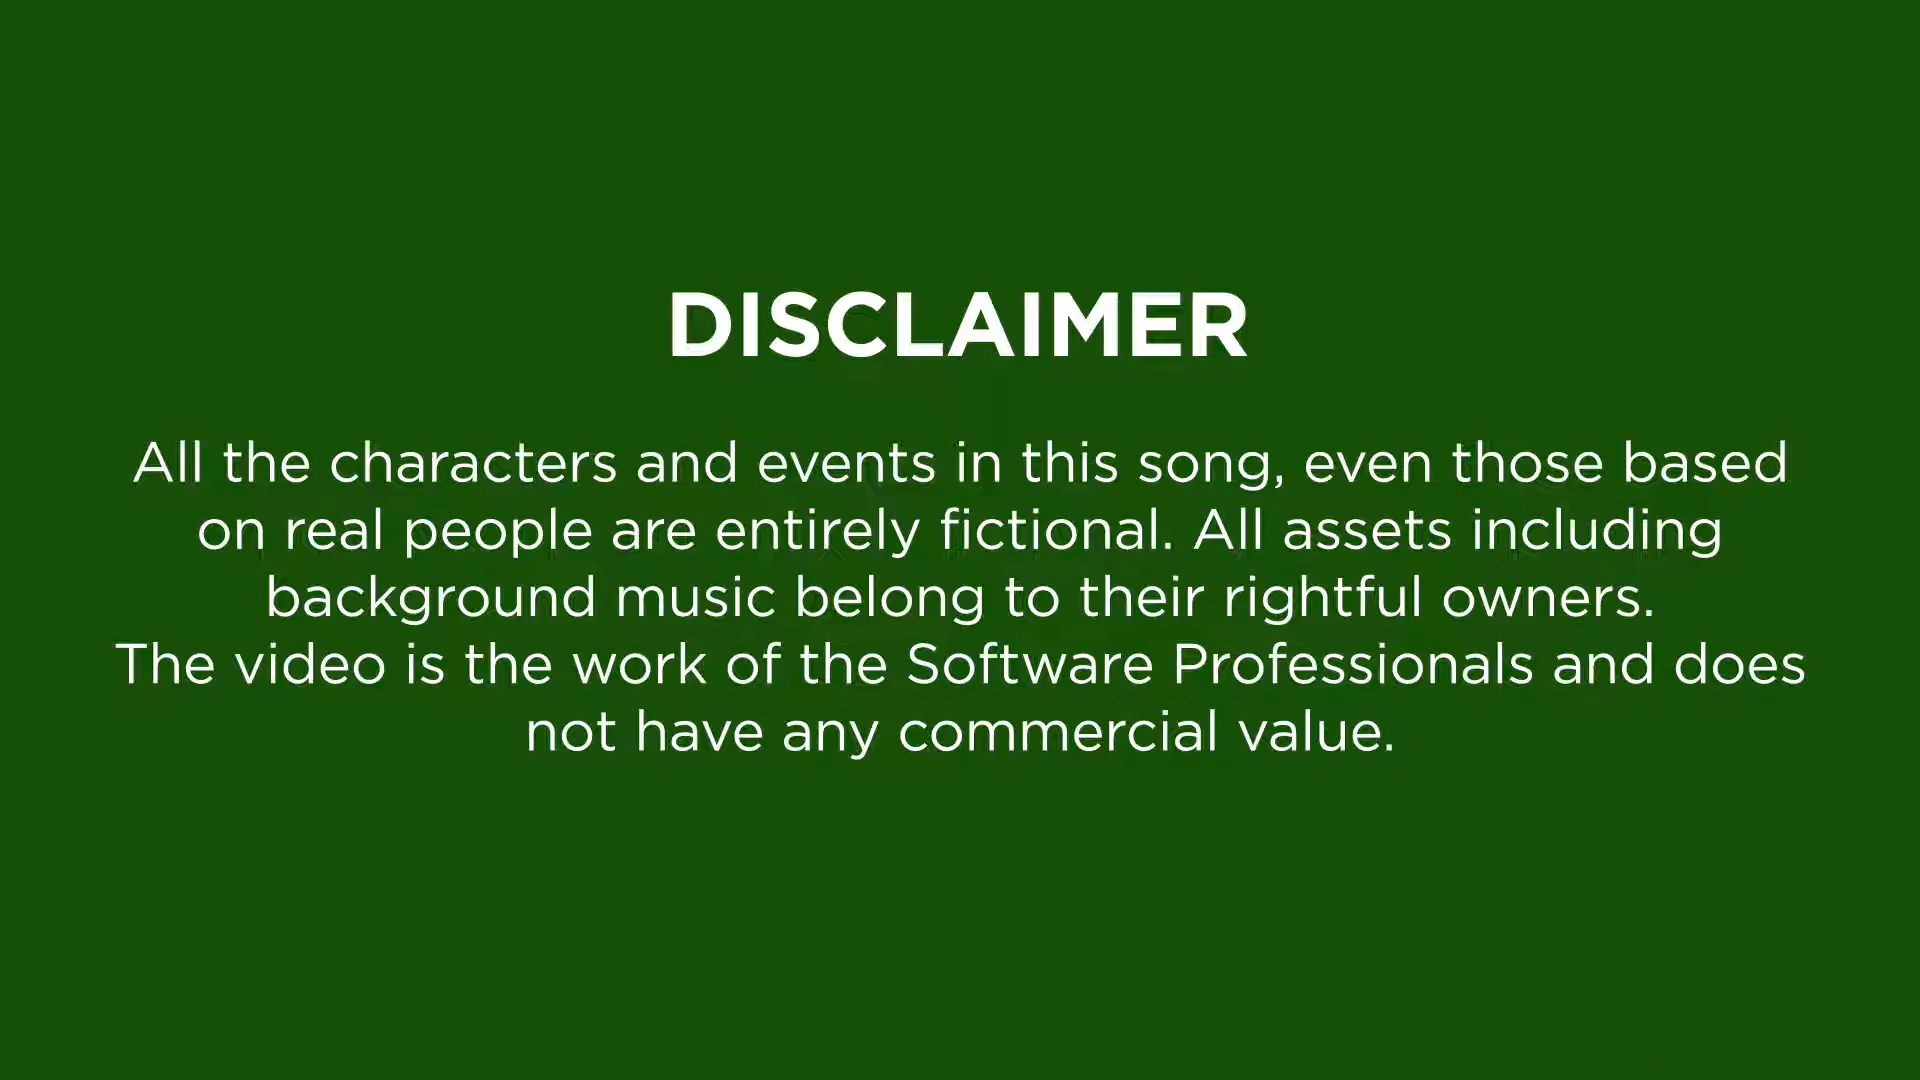 DISCLAIMER
All the characters and events in this song, even those based
on real people are entirely fictional. All assets including
background music belong to their rightful owners.
The video is the work of the Software Professionals and does
not have any commercial value.